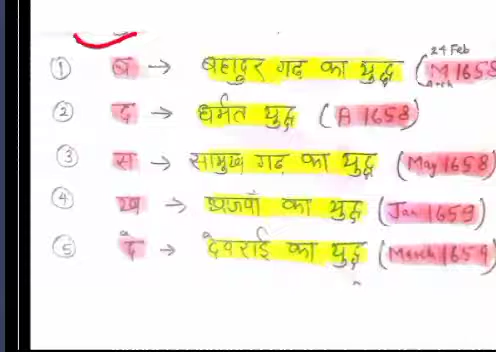 24 Feb
① ब → बहादुर गढ का युद्ध (M 1658
② द → धर्मत युद्ध (A 1658)
③ स → सामुख गढ का युद्ध (May 1658)
④ ख → खजवा का युद्ध (Jan 1659)
⑤ दे → देवराई का युद्ध (March 1659)